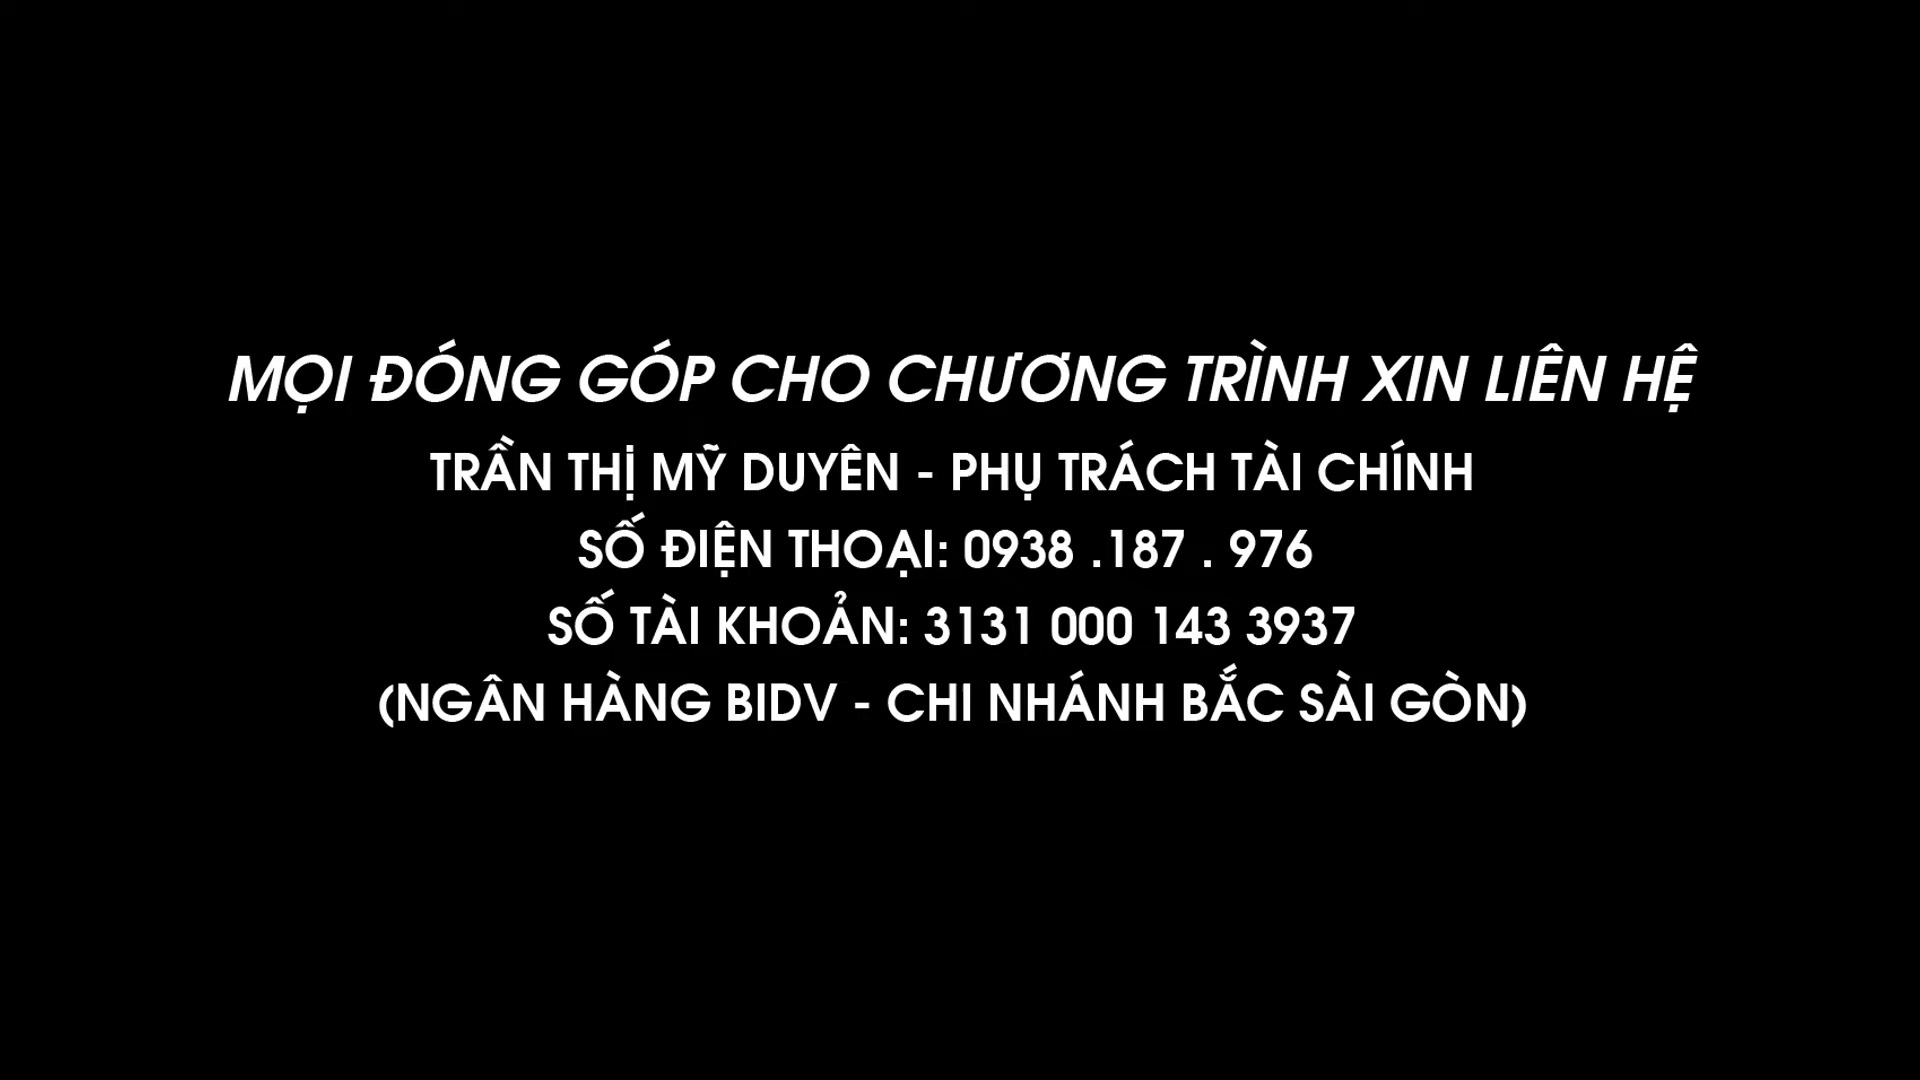 MỌI ĐÓNG GÓP CHO CHƯƠNG TRÌNH XIN LIÊN HỆ
TRẦN THỊ MỸ DUYÊN - PHỤ TRÁCH TÀI CHÍNH
SỐ ĐIỆN THOẠI: 0938 .187 . 976
SỐ TÀI KHOẢN: 3131 000 143 3937
(NGÂN HÀNG BIDV - CHI NHÁNH BẮC SÀI GÒN)